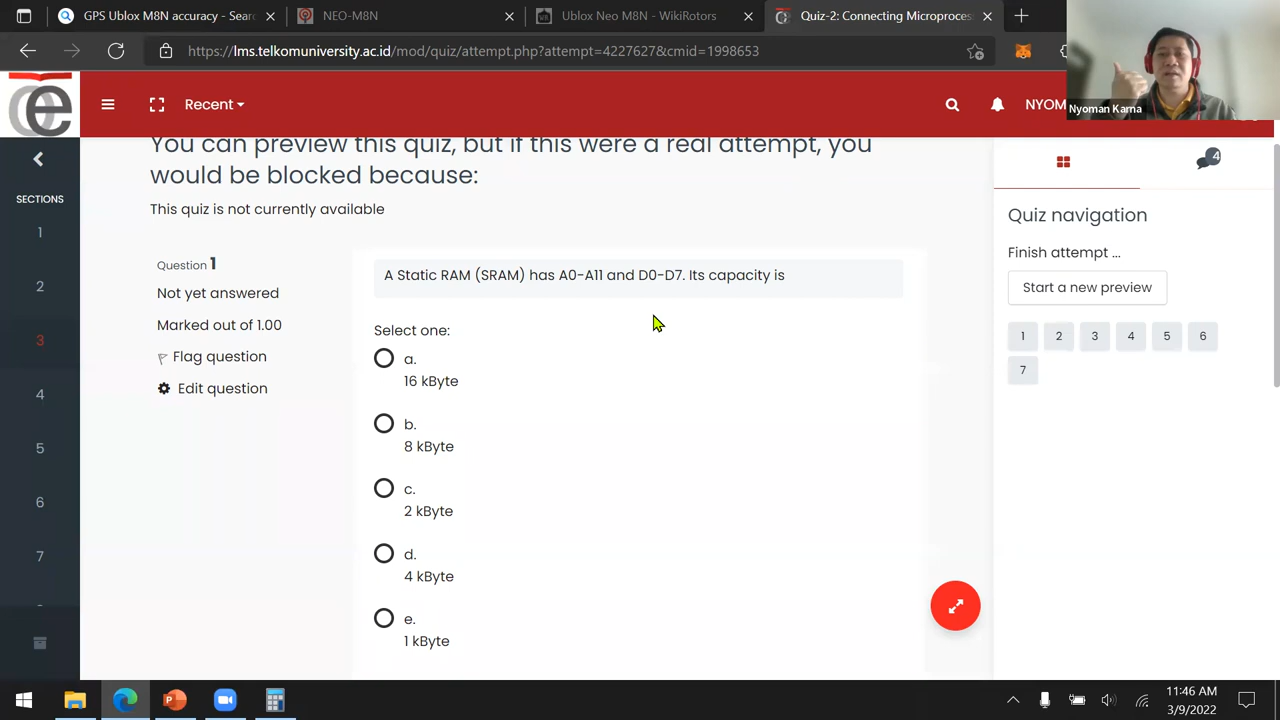 GPS Ublox M8N accuracy - Sear
NEO-M8N
Ublox Neo M8N - WikiRotors
Quiz-2: Connecting Microproces
https://lms.telkomuniversity.ac.id/mod/quiz/attempt.php?attempt=4227627&cmid=1998653
Recent
NYOM
Nyoman Karna
You can preview this quiz, but if this were a real attempt, you
would be blocked because:
This quiz is not currently available
SECTIONS
1
2
3
4
5
6
7
Question 1
Not yet answered
Marked out of 1.00
Flag question
Edit question
A Static RAM (SRAM) has A0-A11 and D0-D7. Its capacity is
Select one:
a.
16 kByte
b.
8 kByte
c.
2 kByte
d.
4 kByte
e.
1 kByte
4
Quiz navigation
Finish attempt ...
Start a new preview
1 2 3 4 5 6
7
11:46 AM
3/9/2022